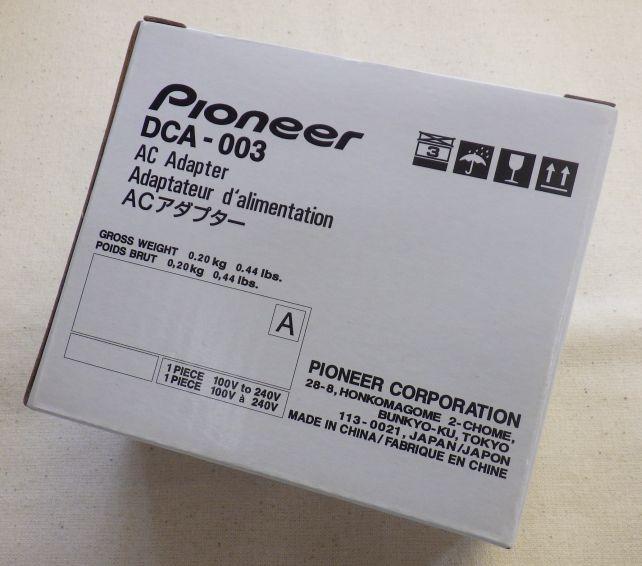 Pioneer
DCA-003
AC Adapter
Adaptateur d'alimentation
ACアダプター
3
GROSS WEIGHT 0.20 kg 0.44 lbs.
POIDS BRUT 0,20 kg 0,44 lbs.
A
1 PIECE 100V to 240V
1 PIECE 100V à 240V
PIONEER CORPORATION
28-8, HONKOMAGOME 2-CHOME,
BUNKYO-KU, TOKYO
113-0021, JAPAN/JAPON
MADE IN CHINA/FABRIQUE EN CHINE